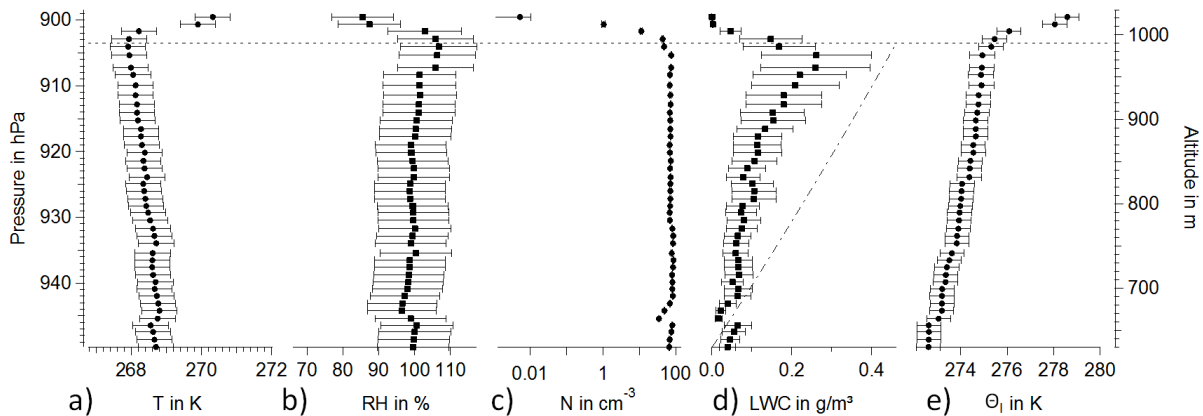 900
910
920
930
940
Pressure in hPa
1000
900
800
700
Altitude in m
268
270
272
70
80
90
100
110
0.01
1
100
0.0
0.2
0.4
274
276
278
280
a)
T in K
b)
RH in %
c)
N in cm⁻³
d)
LWC in g/m³
e)
Θₗ in K